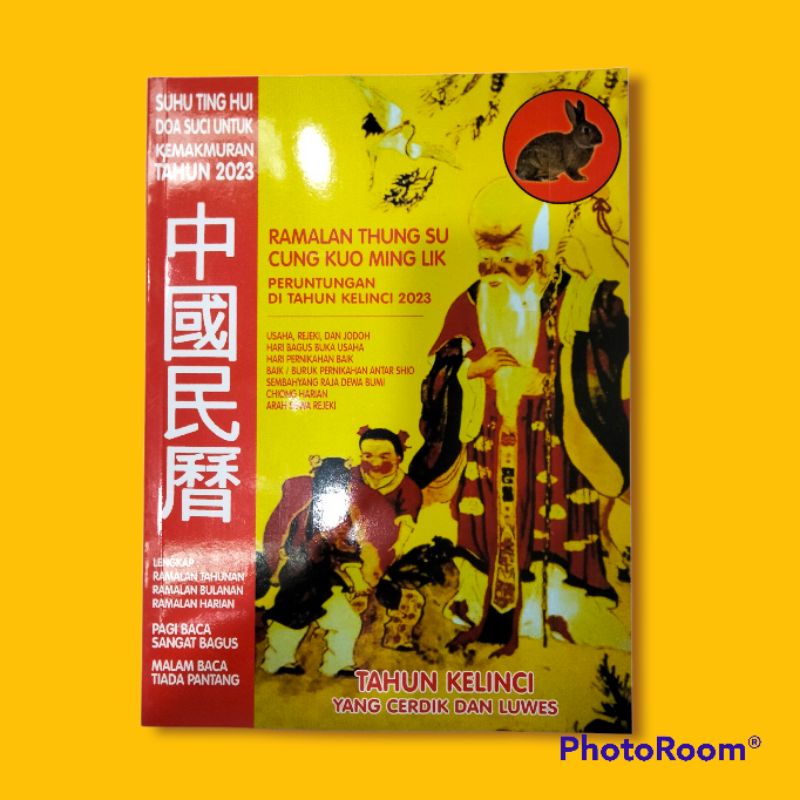 SUHU TING HUI
DOA SUCI UNTUK
KEMAKMURAN
TAHUN 2023
中國民曆
LENGKAP
RAMALAN TAHUNAN
RAMALAN BULANAN
RAMALAN HARIAN
PAGI BACA
SANGAT BAGUS
MALAM BACA
TIADA PANTANG
RAMALAN THUNG SU
CUNG KUO MING LIK
PERUNTUNGAN
DI TAHUN KELINCI 2023
USAHA, REJEKI, DAN JODOH
HARI BAGUS BUKA USAHA
HARI PERNIKAHAN BAIK
BAIK / BURUK PERNIKAHAN ANTAR SHIO
SEMBAHYANG RAJA DEWA BUMI
CHIONG HARIAN
ARAH DEWA REJEKI
TAHUN KELINCI
YANG CERDIK DAN LUWES
PhotoRoom®